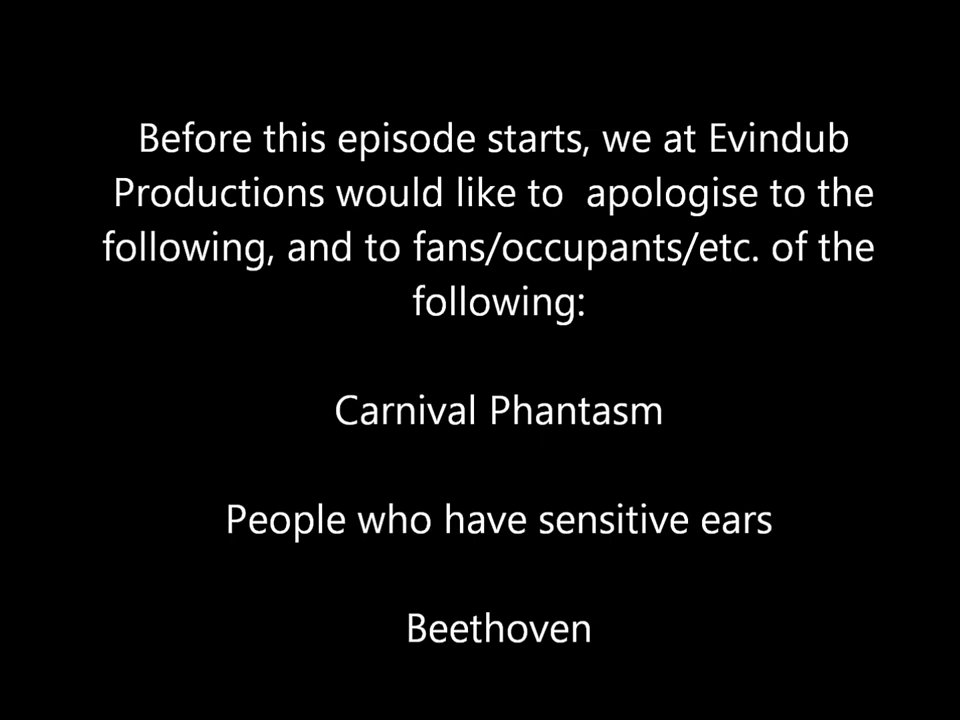 Before this episode starts, we at Evindub
Productions would like to  apologise to the
following, and to fans/occupants/etc. of the
following:
Carnival Phantasm
People who have sensitive ears
Beethoven